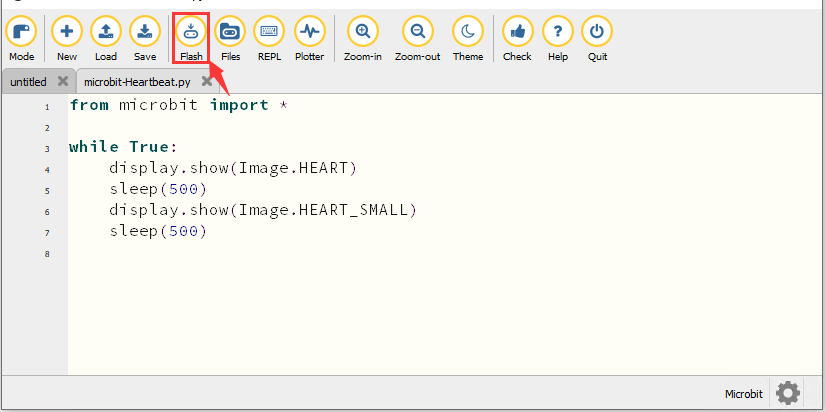 Mode New Load Save Flash Files REPL Plotter Zoom-in Zoom-out Theme Check Help Quit
untitled microbit-Heartbeat.py
1 from microbit import *
2
3 while True:
4     display.show(Image.HEART)
5     sleep(500)
6     display.show(Image.HEART_SMALL)
7     sleep(500)
8
Microbit